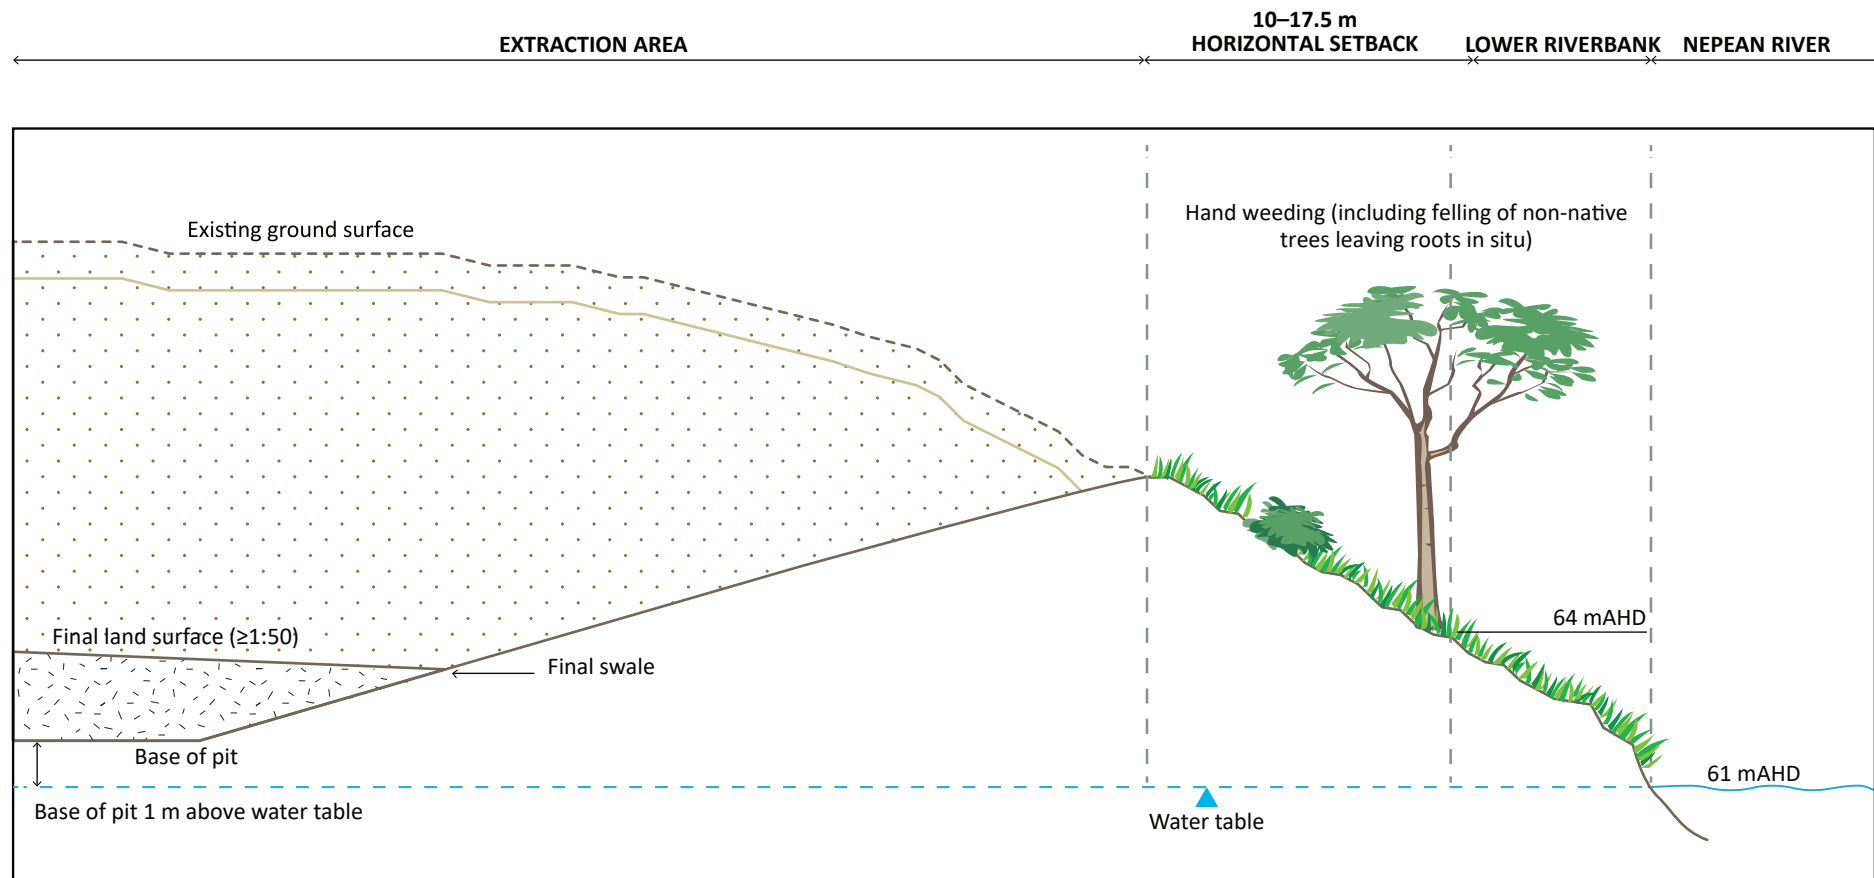 10–17.5 m
EXTRACTION AREA
HORIZONTAL SETBACK
LOWER RIVERBANK
NEPEAN RIVER
Existing ground surface
Hand weeding (including felling of non-native
trees leaving roots in situ)
64 mAHD
Final land surface (≥1:50)
Final swale
Base of pit
61 mAHD
Base of pit 1 m above water table
Water table